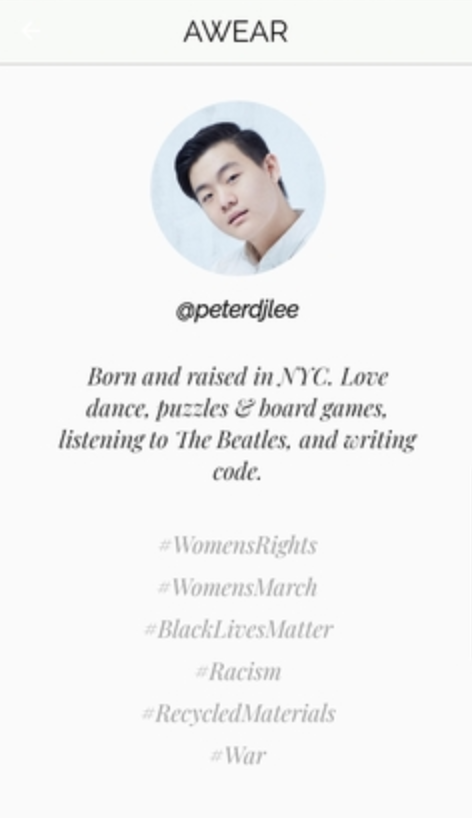 AWEAR
@peterdjlee
Born and raised in NYC. Love
dance, puzzles & board games,
listening to The Beatles, and writing
code.
#WomensRights
#WomensMarch
#BlackLivesMatter
#Racism
#RecycledMaterials
#War